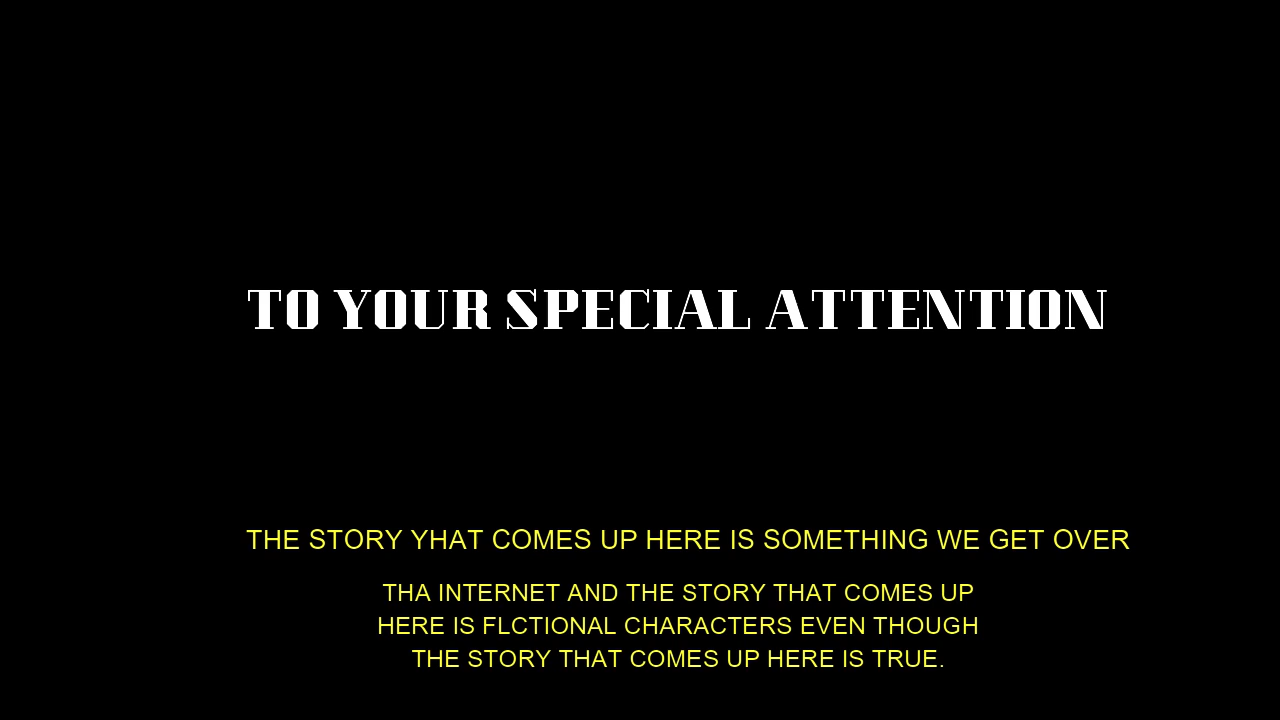 TO YOUR SPECIAL ATTENTION
THE STORY YHAT COMES UP HERE IS SOMETHING WE GET OVER
THA INTERNET AND THE STORY THAT COMES UP
HERE IS FLCTIONAL CHARACTERS EVEN THOUGH
THE STORY THAT COMES UP HERE IS TRUE.